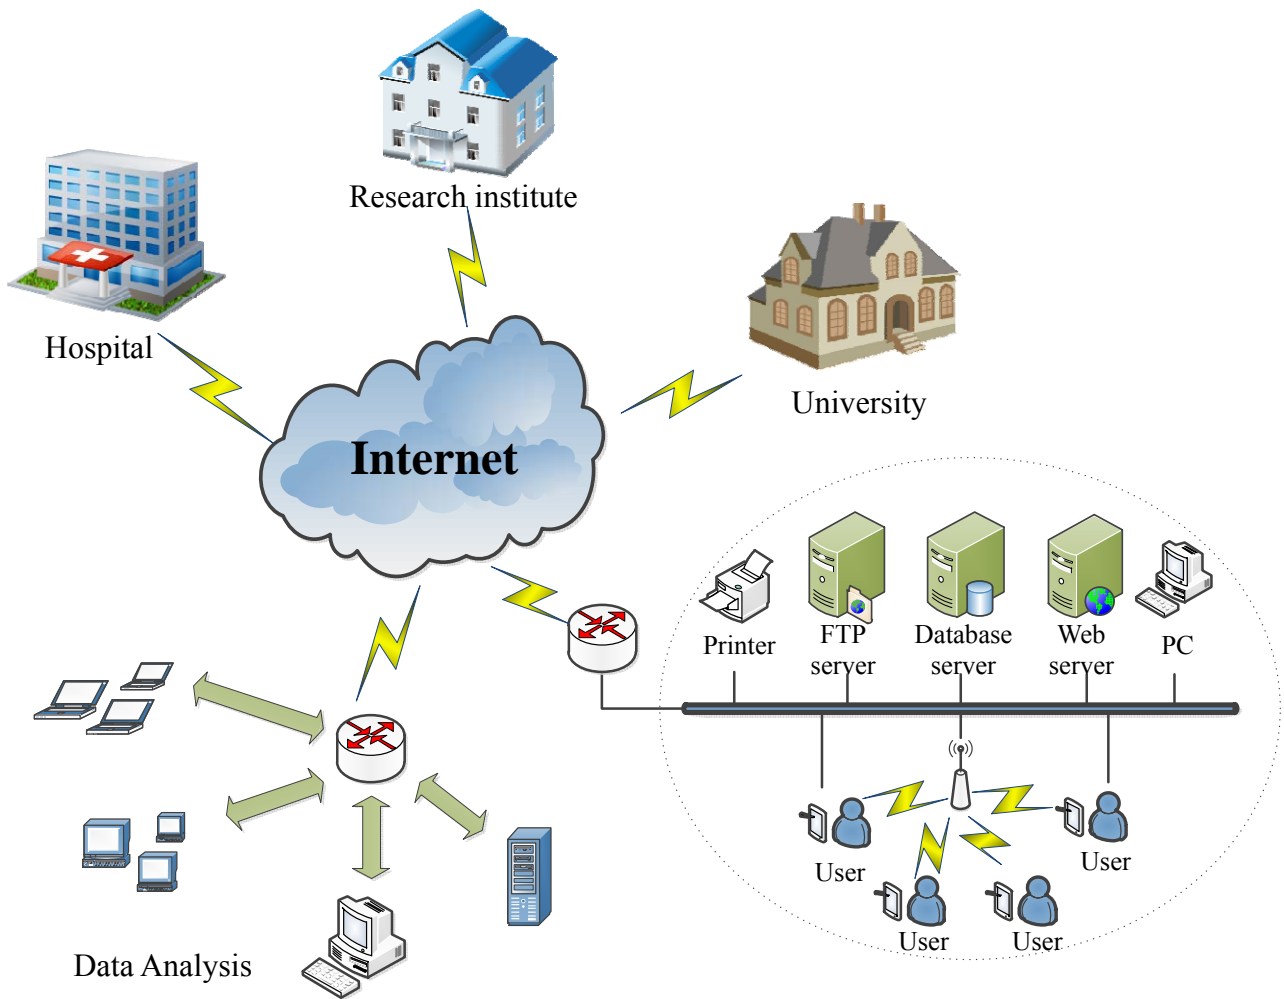 Research institute
Hospital
University
Internet
Printer
FTP
server
Database
server
Web
server
PC
User
User
User
User
Data Analysis